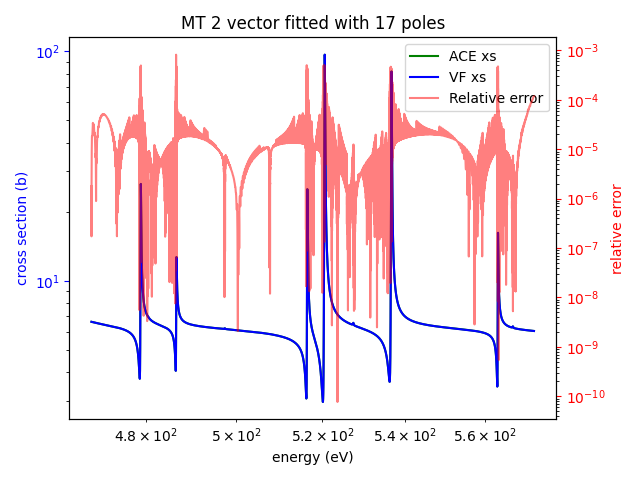 MT 2 vector fitted with 17 poles
ACE xs
VF xs
Relative error
10²
10¹
cross section (b)
10⁻³
10⁻⁴
10⁻⁵
10⁻⁶
10⁻⁷
10⁻⁸
10⁻⁹
10⁻¹⁰
relative error
4.8 × 10² 5 × 10² 5.2 × 10² 5.4 × 10² 5.6 × 10²
energy (eV)